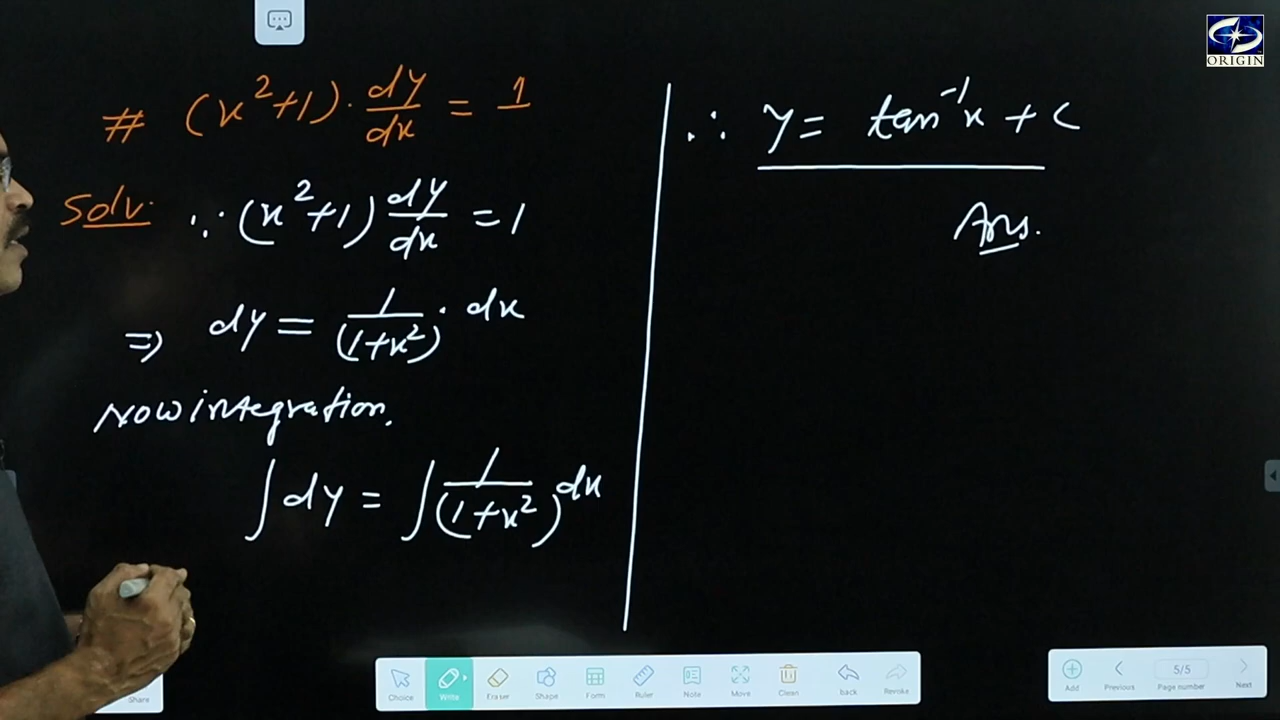 ORIGIN
# (x²+1)·dy/dx = 1
Solv. ∵ (x²+1) dy/dx = 1
⇒ dy = 1/(1+x²)· dx
Now integration.
∫dy = ∫1/(1+x²) dx
∴ y = tan⁻¹x + c
Ans.
Share
Choice Write Eraser Shape Form Ruler Note Move Clean back Revoke
Add Previous 5/5 Page number Next